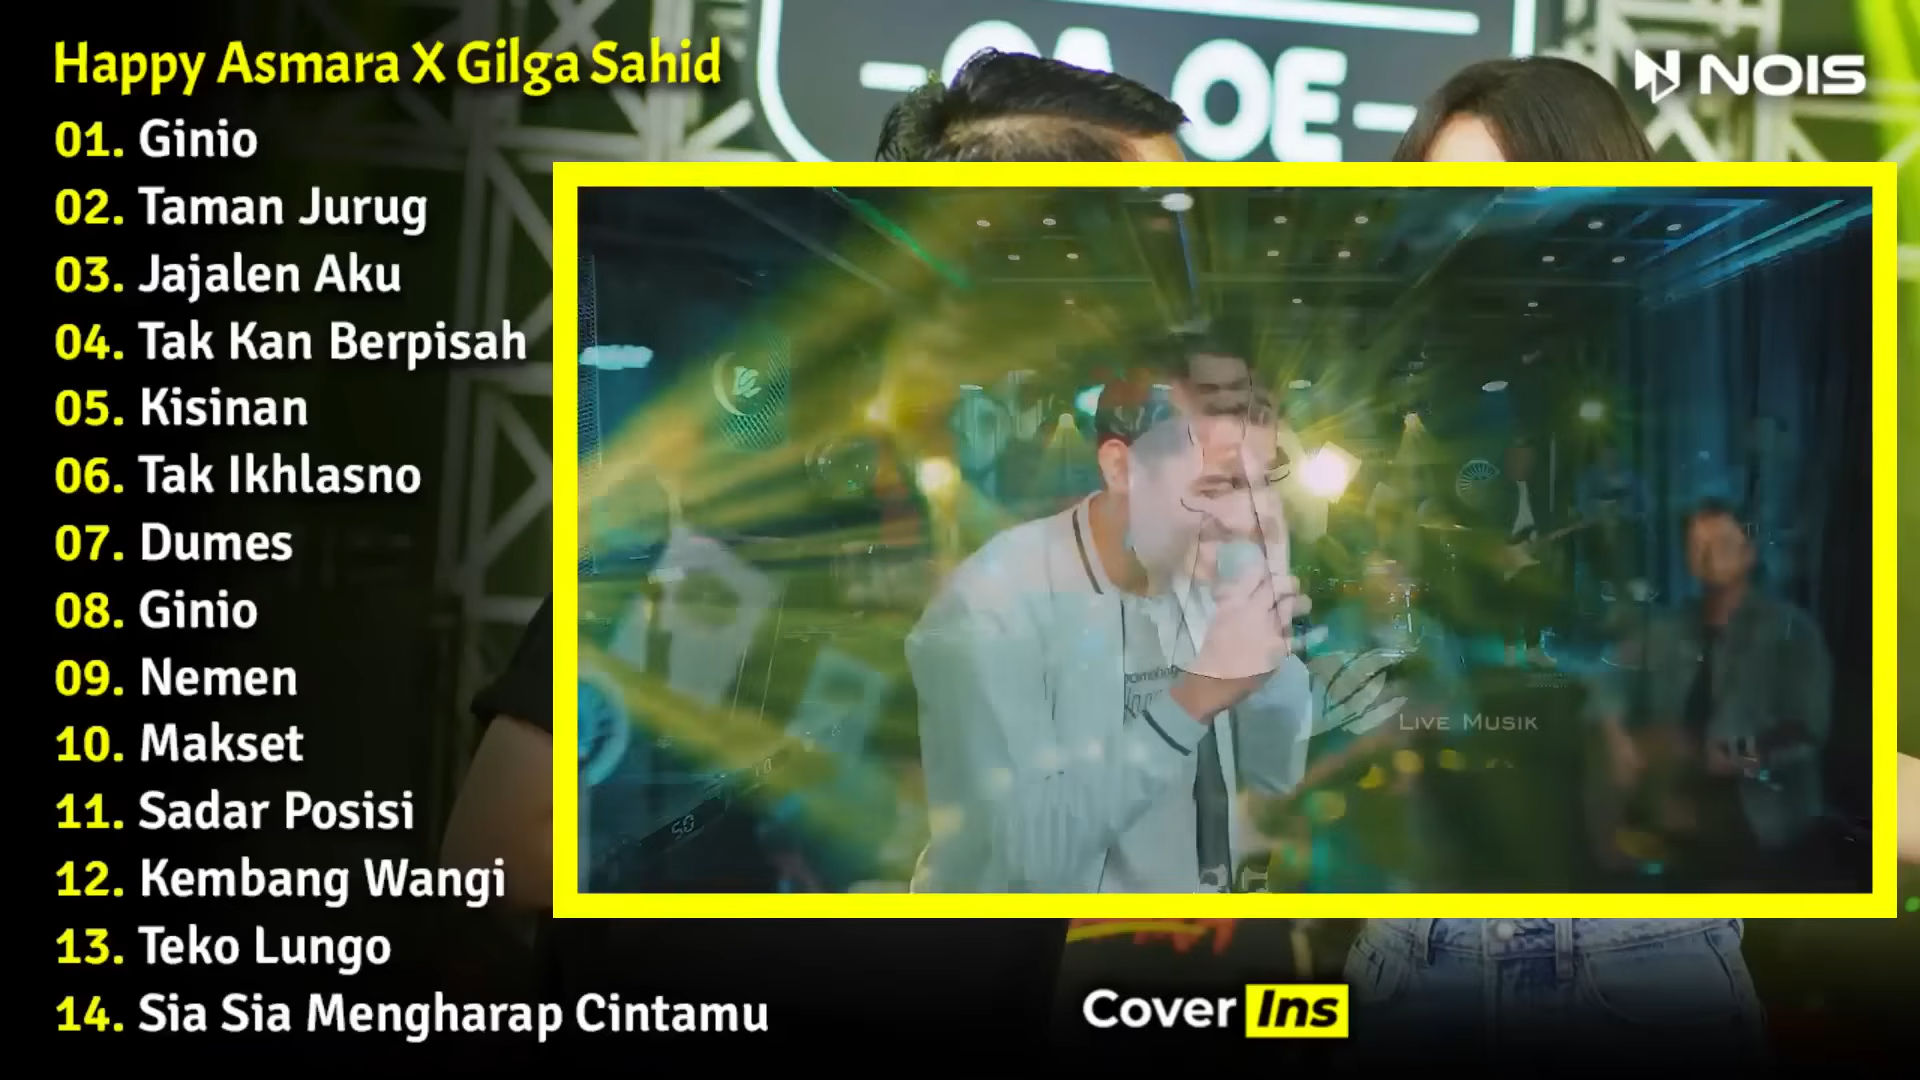 Happy Asmara X Gilga Sahid
01. Ginio
02. Taman Jurug
03. Jajalen Aku
04. Tak Kan Berpisah
05. Kisinan
06. Tak Ikhlasno
07. Dumes
08. Ginio
09. Nemen
10. Makset
11. Sadar Posisi
12. Kembang Wangi
13. Teko Lungo
14. Sia Sia Mengharap Cintamu
OE
NOIS
LIVE MUSIK
Cover Ins